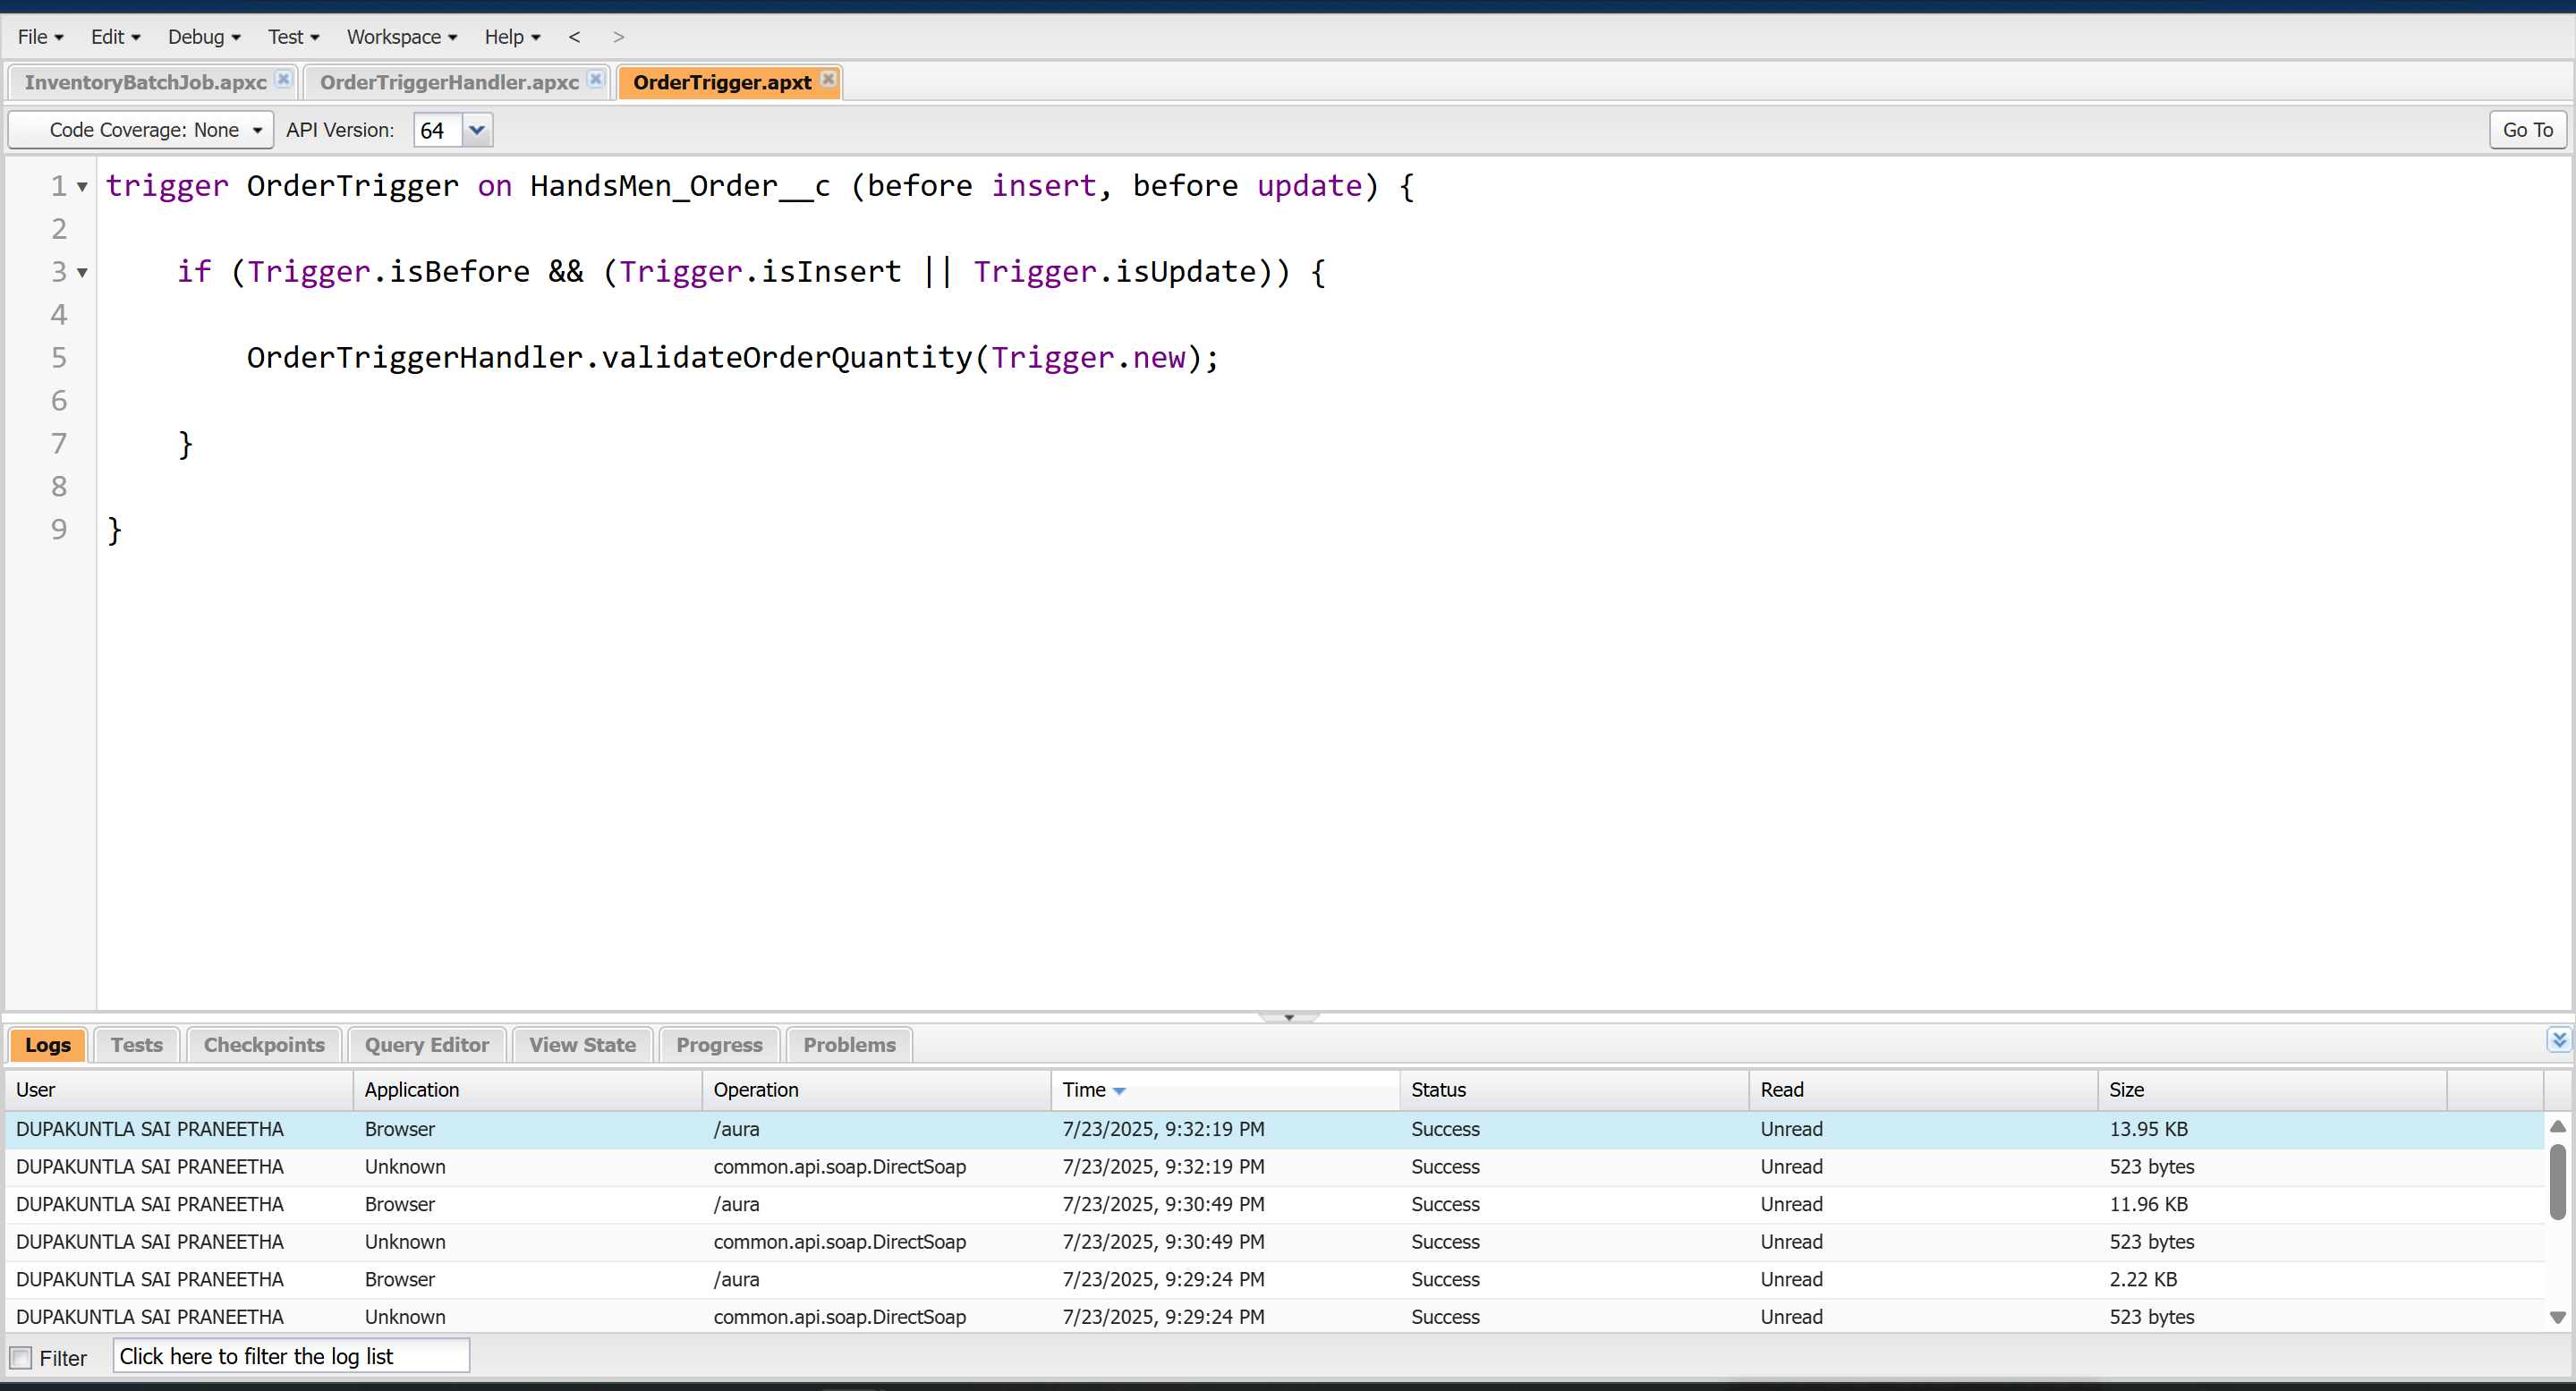 File Edit Debug Test Workspace Help < >
InventoryBatchJob.apxc OrderTriggerHandler.apxc OrderTrigger.apxt
Code Coverage: None API Version: 64 Go To
1 trigger OrderTrigger on HandsMen_Order__c (before insert, before update) {
2
3 if (Trigger.isBefore && (Trigger.isInsert || Trigger.isUpdate)) {
4
5 OrderTriggerHandler.validateOrderQuantity(Trigger.new);
6
7 }
8
9 }
Logs Tests Checkpoints Query Editor View State Progress Problems
User Application Operation Time Status Read Size
DUPAKUNTLA SAI PRANEETHA Browser /aura 7/23/2025, 9:32:19 PM Success Unread 13.95 KB
DUPAKUNTLA SAI PRANEETHA Unknown common.api.soap.DirectSoap 7/23/2025, 9:32:19 PM Success Unread 523 bytes
DUPAKUNTLA SAI PRANEETHA Browser /aura 7/23/2025, 9:30:49 PM Success Unread 11.96 KB
DUPAKUNTLA SAI PRANEETHA Unknown common.api.soap.DirectSoap 7/23/2025, 9:30:49 PM Success Unread 523 bytes
DUPAKUNTLA SAI PRANEETHA Browser /aura 7/23/2025, 9:29:24 PM Success Unread 2.22 KB
DUPAKUNTLA SAI PRANEETHA Unknown common.api.soap.DirectSoap 7/23/2025, 9:29:24 PM Success Unread 523 bytes
Filter Click here to filter the log list